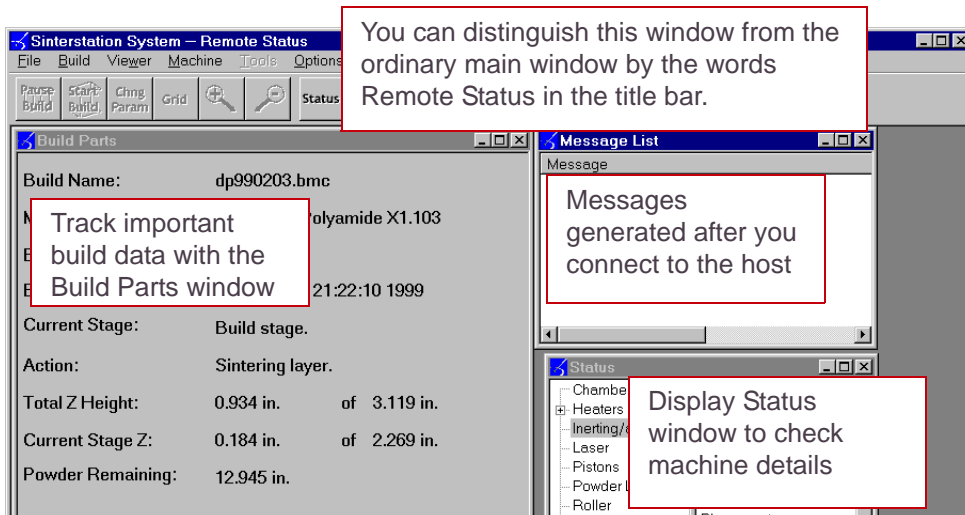 Sinterstation System – Remote Status
You can distinguish this window from the
ordinary main window by the words
Remote Status in the title bar.
File Build Viewer Machine Tools Options
Pause Build
Start Build
Chng Param
Grid
Status
Build Parts
Build Name: dp990203.bmc
Track important
build data with the
Build Parts window
X1.103
21:22:10 1999
Current Stage: Build stage.
Action: Sintering layer.
Total Z Height: 0.934 in. of 3.119 in.
Current Stage Z: 0.184 in. of 2.269 in.
Powder Remaining: 12.945 in.
Message List
Message
Messages
generated after you
connect to the host
Status
Heaters
Laser
Pistons
Powder
Roller
Display Status
window to check
machine details